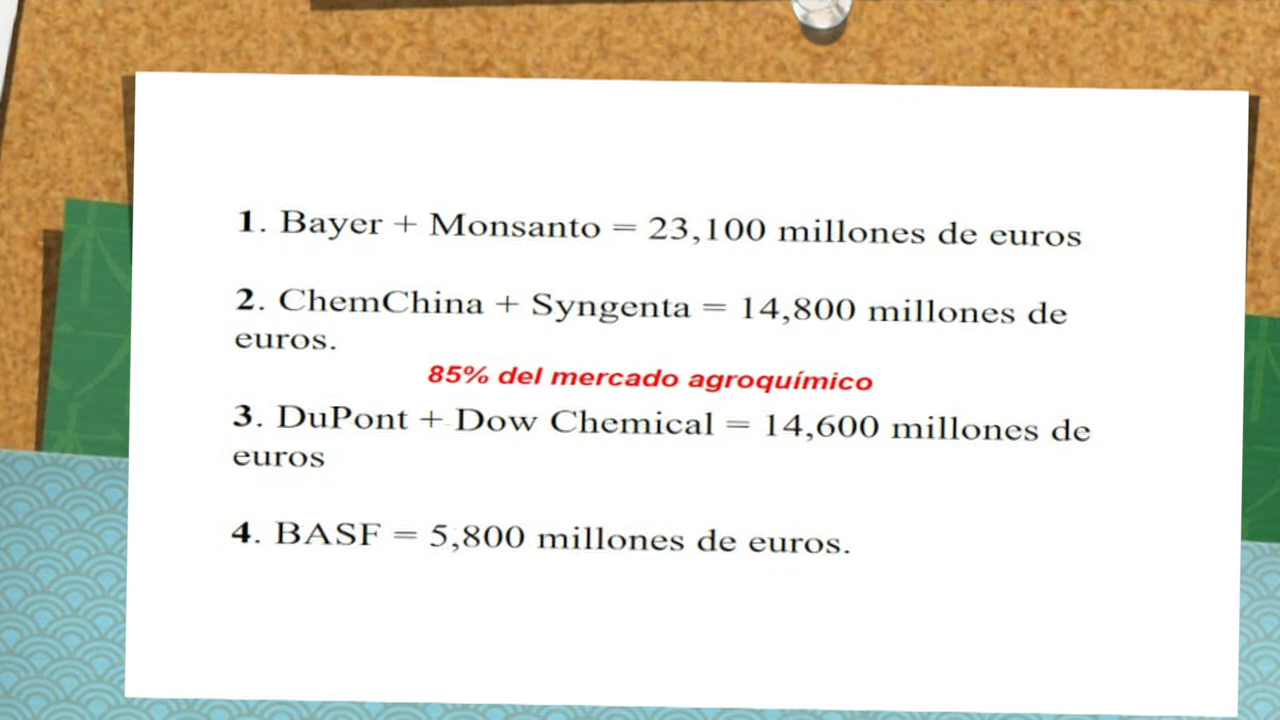 1. Bayer + Monsanto = 23,100 millones de euros
2. ChemChina + Syngenta = 14,800 millones de
euros.
85% del mercado agroquímico
3. DuPont + Dow Chemical = 14,600 millones de
euros
4. BASF = 5,800 millones de euros.